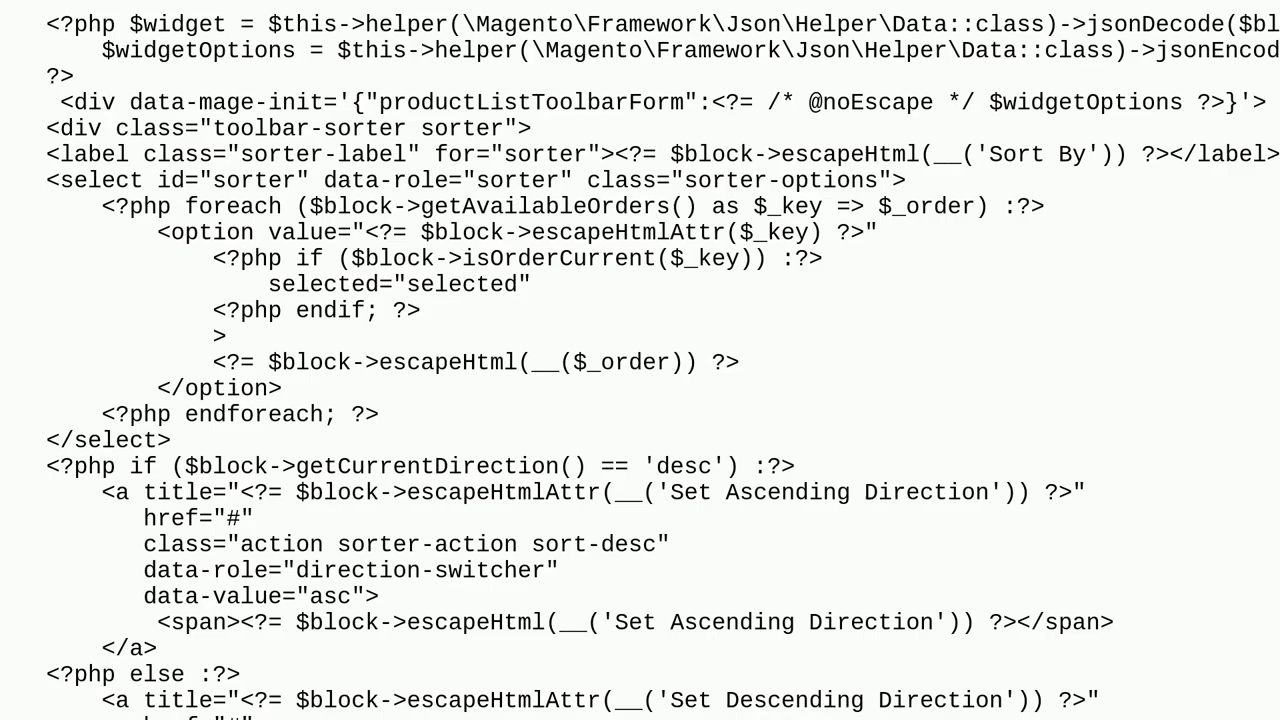 <?php $widget = $this->helper(\Magento\Framework\Json\Helper\Data::class)->jsonDecode($bl
$widgetOptions = $this->helper(\Magento\Framework\Json\Helper\Data::class)->jsonEncod
?>
<div data-mage-init='{"productListToolbarForm":<?= /* @noEscape */ $widgetOptions ?>}'>
<div class="toolbar-sorter sorter">
<label class="sorter-label" for="sorter"><?= $block->escapeHtml(__('Sort By')) ?></label>
<select id="sorter" data-role="sorter" class="sorter-options">
<?php foreach ($block->getAvailableOrders() as $_key => $_order) :?>
<option value="<?= $block->escapeHtmlAttr($_key) ?>"
<?php if ($block->isOrderCurrent($_key)) :?>
selected="selected"
<?php endif; ?>
>
<?= $block->escapeHtml(__($_order)) ?>
</option>
<?php endforeach; ?>
</select>
<?php if ($block->getCurrentDirection() == 'desc') :?>
<a title="<?= $block->escapeHtmlAttr(__('Set Ascending Direction')) ?>"
href="#"
class="action sorter-action sort-desc"
data-role="direction-switcher"
data-value="asc">
<span><?= $block->escapeHtml(__('Set Ascending Direction')) ?></span>
</a>
<?php else :?>
<a title="<?= $block->escapeHtmlAttr(__('Set Descending Direction')) ?>"
href="#"